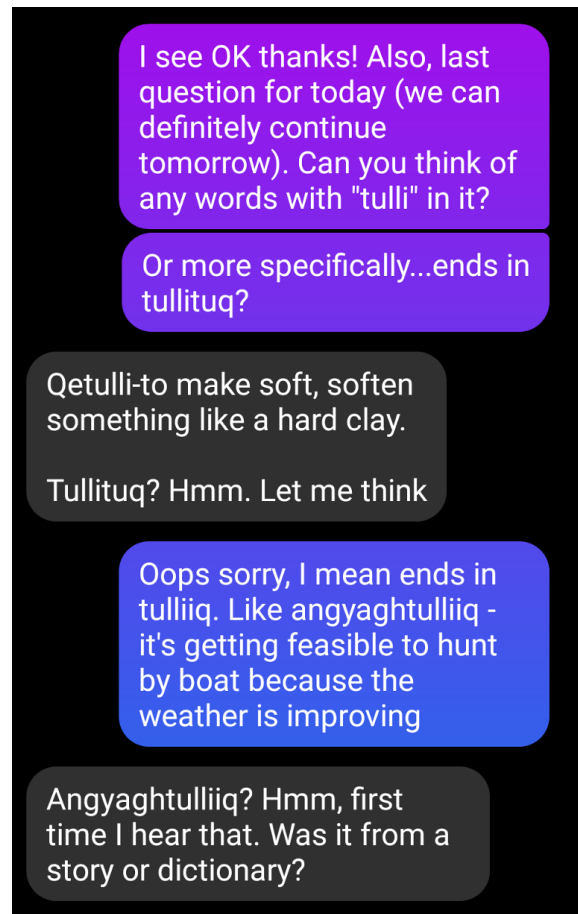 I see OK thanks! Also, last
question for today (we can
definitely continue
tomorrow). Can you think of
any words with "tulli" in it?
Or more specifically...ends in
tullituq?
Qetulli-to make soft, soften
something like a hard clay.
Tullituq? Hmm. Let me think
Oops sorry, I mean ends in
tulliiq. Like angyaghtulliiq -
it's getting feasible to hunt
by boat because the
weather is improving
Angyaghtulliiq? Hmm, first
time I hear that. Was it from a
story or dictionary?